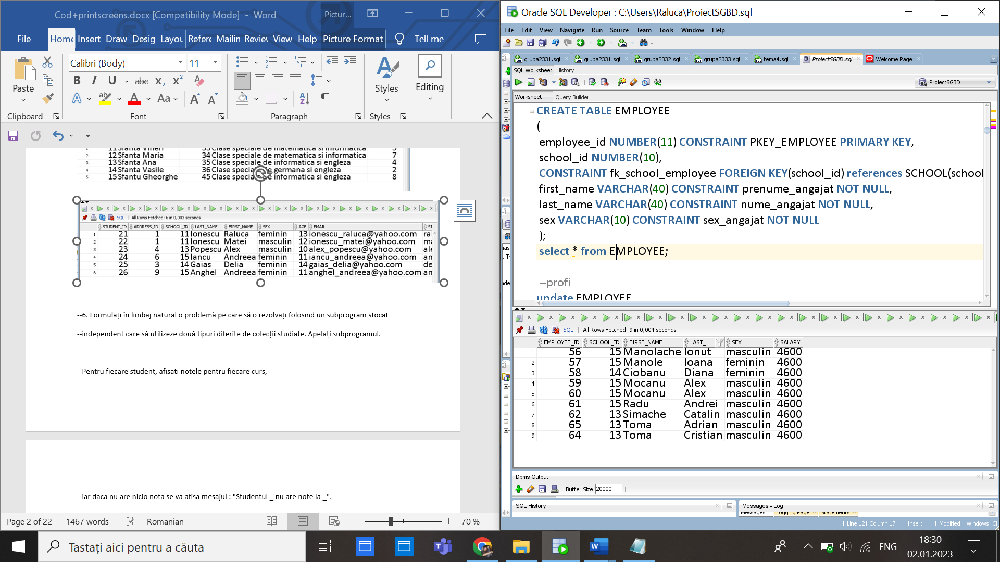 Cod+printscreens.docx [Compatibility Mode] - Word
Pictur...
File Home Insert Draw Desig Layou Refere Mailin Review View Help Picture Format Tell me
Paste
Calibri (Body) 11
Styles
Editing
Clipboard Font Paragraph Styles
2 12 Sfanta Maria 34 Clase speciale de matematica si informatica 7
3 13 Sfanta Ana 35 Clase speciale de informatica si engleza 4
4 14 Sfanta Vasile 36 Clase speciale de germana si engleza 2
5 15 Sfantu Gheorghe 45 Clase speciale de informatica si engleza 8
SQL | All Rows Fetched: 6 in 0,003 seconds
STUDENT_ID ADDRESS_ID SCHOOL_ID LAST_NAME FIRST_NAME SEX AGE EMAIL ST
1 21 1 11 Ionescu Raluca feminin 13 ionescu_raluca@yahoo.com ral
2 22 1 11 Ionescu Matei masculin 12 ionescu_matei@yahoo.com ma
3 23 4 13 Popescu Alex masculin 10 alex_popescu@yahoo.com ale
4 24 6 15 Iancu Andreea feminin 11 iancu_andreea@yahoo.com an
5 25 3 14 Gaias Delia feminin 14 gaias_delia@yahoo.com de
6 26 9 15 Anghel Andreea feminin 11 anghel_andreea@yahoo.com an
--6. Formulați în limbaj natural o problemă pe care să o rezolvați folosind un subprogram stocat
--independent care să utilizeze două tipuri diferite de colecții studiate. Apelați subprogramul.
--Pentru fiecare student, afisati notele pentru fiecare curs,
--iar daca nu are nicio nota se va afisa mesajul : "Studentul _ nu are note la _".
Page 2 of 22 1467 words Romanian 70 %
Oracle SQL Developer : C:\Users\Raluca\ProiectSGBD.sql
File Edit View Navigate Run Source Team Tools Window Help
grupa2331.sql grupa2331.sql grupa2332.sql grupa2333.sql tema4.sql ProiectSGBD.sql Welcome Page
SQL Worksheet History
ProiectSGBD
Worksheet Query Builder
CREATE TABLE EMPLOYEE
(
employee_id NUMBER(11) CONSTRAINT PKEY_EMPLOYEE PRIMARY KEY,
school_id NUMBER(10),
CONSTRAINT fk_school_employee FOREIGN KEY(school_id) references SCHOOL(school
first_name VARCHAR(40) CONSTRAINT prenume_angajat NOT NULL,
last_name VARCHAR(40) CONSTRAINT nume_angajat NOT NULL,
sex VARCHAR(10) CONSTRAINT sex_angajat NOT NULL
);
select * from EMPLOYEE;
--profi
update EMPLOYEE
SQL | All Rows Fetched: 9 in 0,004 seconds
EMPLOYEE_ID SCHOOL_ID FIRST_NAME LAST_... SEX SALARY
1 56 15 Manolache Ionut masculin 4600
2 57 15 Manole Ioana feminin 4600
3 58 14 Ciobanu Diana feminin 4600
4 59 15 Mocanu Alex masculin 4600
5 60 15 Mocanu Alex masculin 4600
6 61 15 Radu Andrei masculin 4600
7 62 13 Simache Catalin masculin 4600
8 65 13 Toma Adrian masculin 4600
9 64 13 Toma Cristian masculin 4600
Dbms Output
Buffer Size: 20000
SQL History
Messages - Log
Messages Logging Page Statements
Line 121 Column 17 | Insert | Modified | Windows: Cl
Tastați aici pentru a căuta
ENG
18:30
02.01.2023